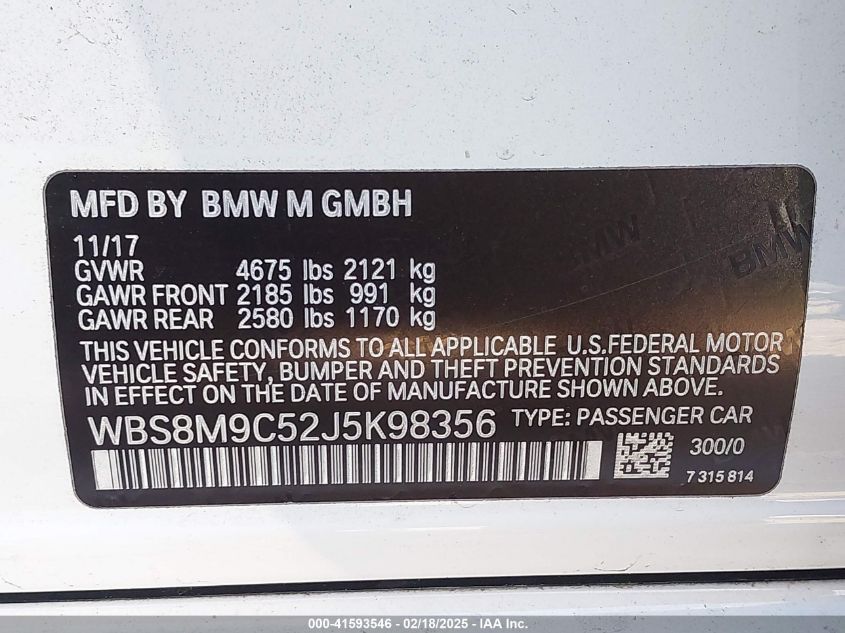 MFD BY BMW M GMBH
11/17
GVWR 4675 lbs 2121 kg
GAWR FRONT 2185 lbs 991 kg
GAWR REAR 2580 lbs 1170 kg
THIS VEHICLE CONFORMS TO ALL APPLICABLE U.S.FEDERAL MOTOR
VEHICLE SAFETY, BUMPER AND THEFT PREVENTION STANDARDS
IN EFFECT ON THE DATE OF MANUFACTURE SHOWN ABOVE.
WBS8M9C52J5K98356 TYPE: PASSENGER CAR
300/0
7 315 814
BMW
BMW
000-41593546 - 02/18/2025 - IAA Inc.